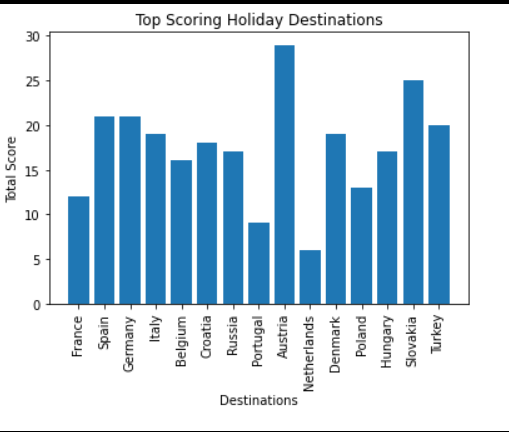 Top Scoring Holiday Destinations
Total Score
30
25
20
15
10
5
0
France
Spain
Germany
Italy
Belgium
Croatia
Russia
Portugal
Austria
Netherlands
Denmark
Poland
Hungary
Slovakia
Turkey
Destinations